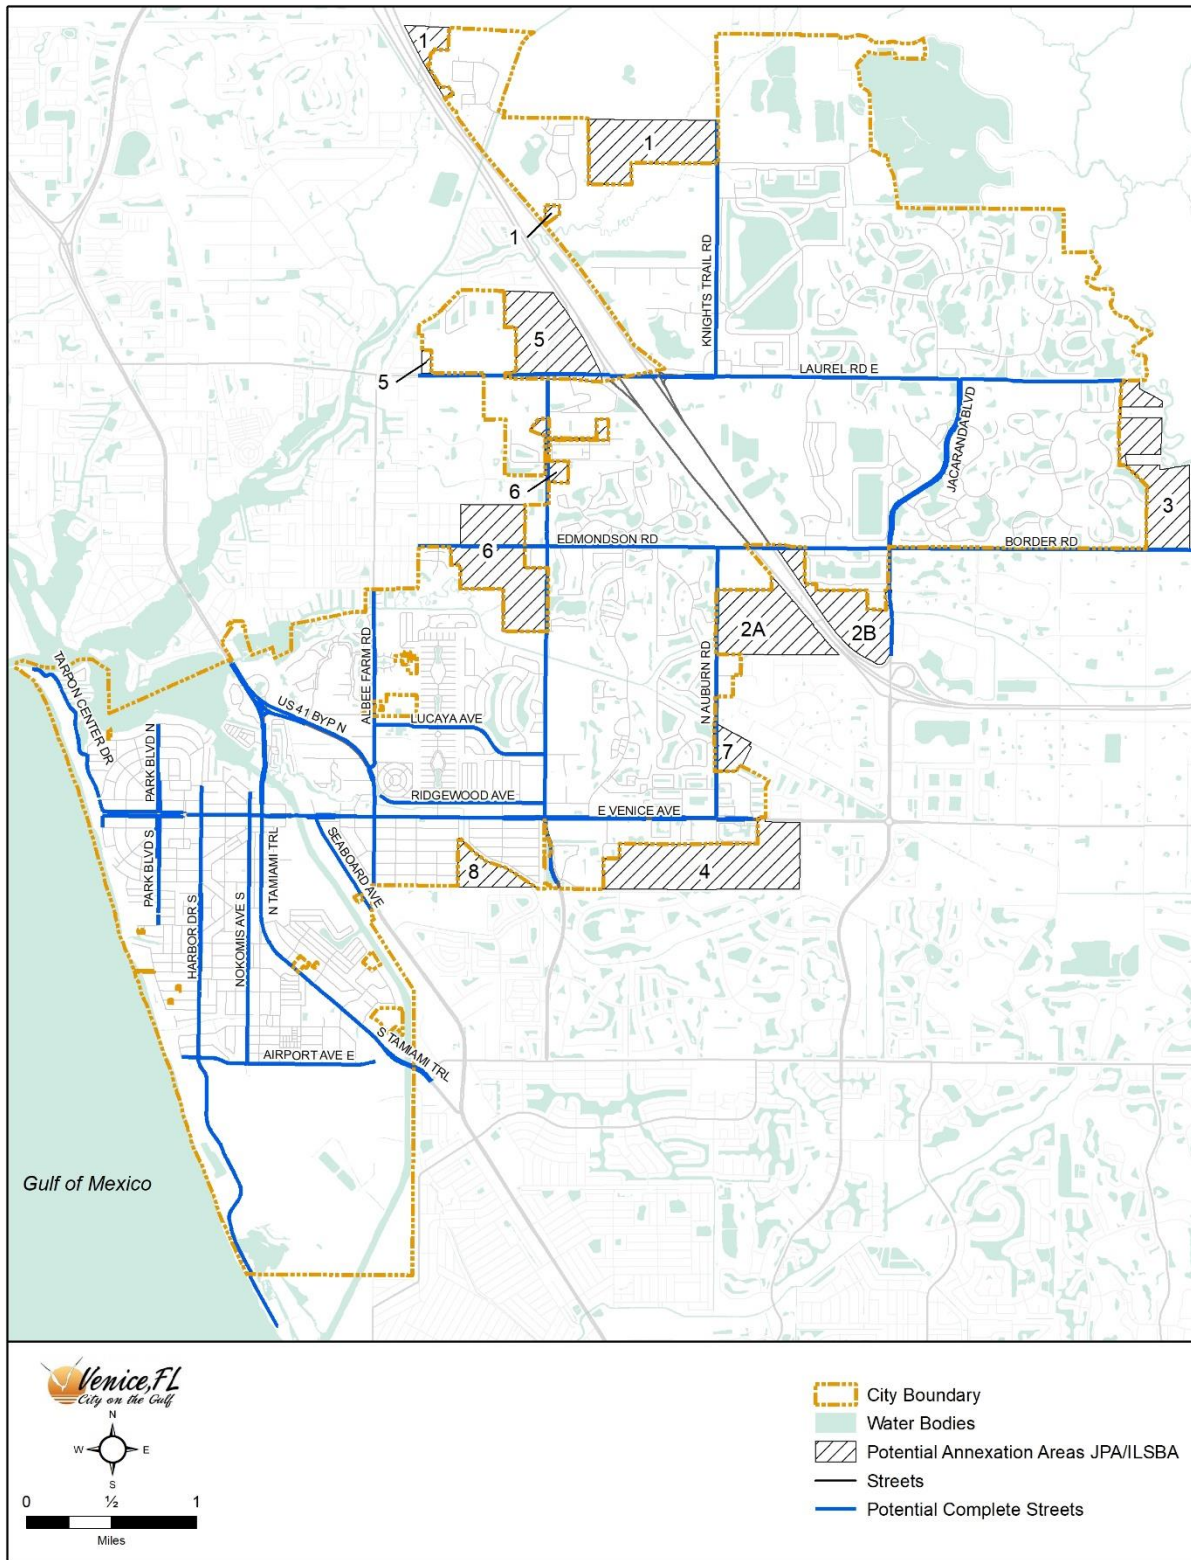 1
1
1
KNIGHTS TRAIL RD
5
5
LAUREL RD E
JACARANDA BLVD
6
3
6
EDMONDSON RD
BORDER RD
2A
2B
ALBEE FARM RD
N AUBURN RD
TARPON CENTER DR
US 41 BYP N
LUCAYA AVE
7
PARK BLVD N
RIDGEWOOD AVE
E VENICE AVE
PARK BLVD S
HARBOR DR S
NOKOMIS AVE S
N TAMIAMI TRL
SEABOARD AVE
8
4
AIRPORT AVE E
S TAMIAMI TRL
Gulf of Mexico
Venice, FL
City on the Gulf
N
W E
S
0 ½ 1
Miles
City Boundary
Water Bodies
Potential Annexation Areas JPA/ILSBA
Streets
Potential Complete Streets